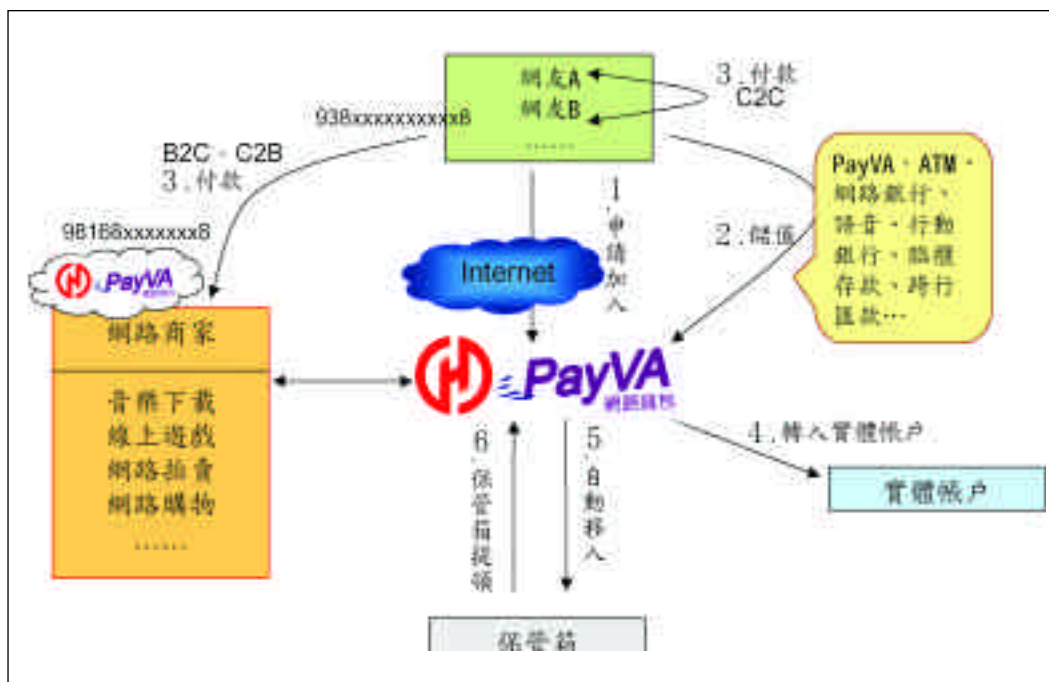 網友A
網友B
......
3.付款
C2C
938xxxxxxxxxx8
B2C、C2B
3.付款
98168xxxxxxx8
PayVA
網路商家
音樂下載
線上遊戲
網路拍賣
網路購物
......
1.申請加入
Internet
2.儲值
PayVA、ATM、
網路銀行、
語音、行動
銀行、臨櫃
存款、跨行
匯款…
PayVA
網路錢包
4.轉入實體帳戶
實體帳戶
6.保管箱提領
5.自動移入
保管箱